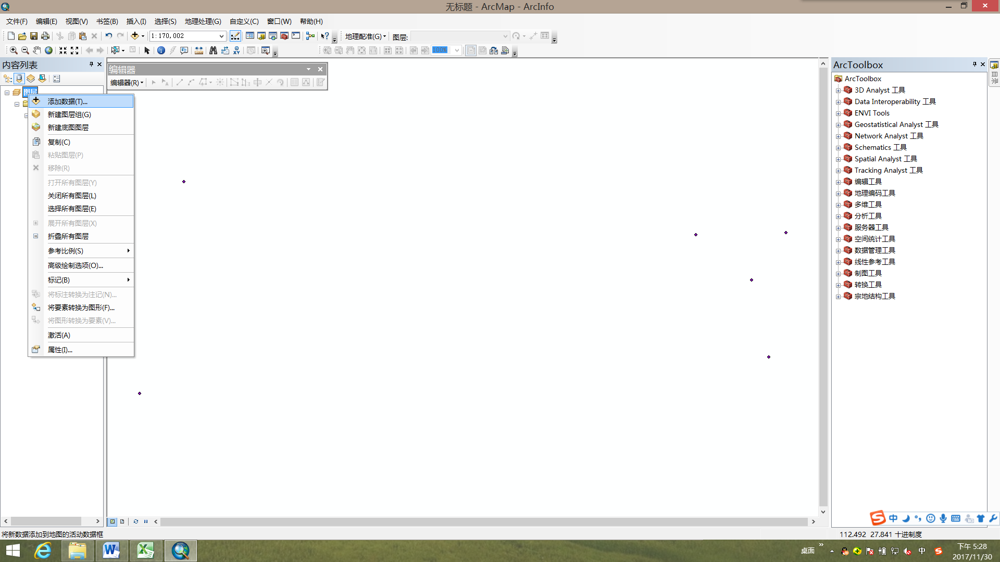 无标题 - ArcMap - ArcInfo
文件(F) 编辑(E) 视图(V) 书签(B) 插入(I) 选择(S) 地理处理(G) 自定义(C) 窗口(W) 帮助(H)
1:170,002 地理配准(G) 图层:
100%
内容列表
编辑器
编辑器(R)
图层
添加数据(T)...
新建图层组(G)
新建底图图层
复制(C)
粘贴图层(P)
移除(R)
打开所有图层(Y)
关闭所有图层(L)
选择所有图层(E)
展开所有图层(X)
折叠所有图层
参考比例(S)
高级绘制选项(O)...
标记(B)
将标注转换为注记(N)...
将要素转换为图形(F)...
将图形转换为要素(V)...
激活(A)
属性(I)...
ArcToolbox
ArcToolbox
3D Analyst 工具
Data Interoperability 工具
ENVI Tools
Geostatistical Analyst 工具
Network Analyst 工具
Schematics 工具
Spatial Analyst 工具
Tracking Analyst 工具
编辑工具
地理编码工具
多维工具
分析工具
服务器工具
空间统计工具
数据管理工具
线性参考工具
制图工具
转换工具
宗地结构工具
中
将新数据添加到地图的活动数据框
112.492 27.841 十进制度
桌面
中
下午 5:28
2017/11/30